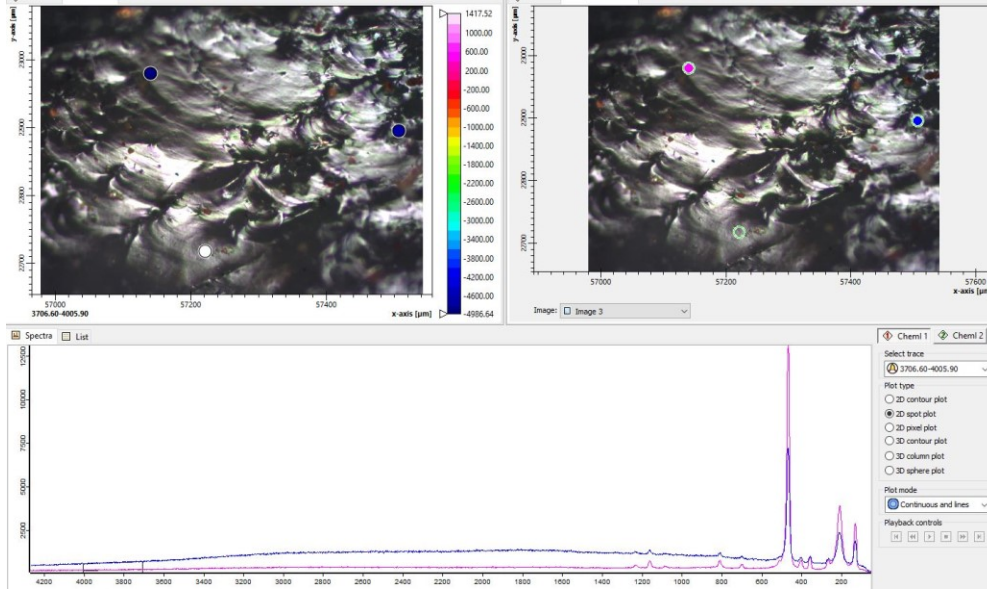 y-axis [µm]
23000
22900
22800
22700
57000
57200
57400
3706.60-4005.90
x-axis [µm]
1417.52
1000.00
600.00
200.00
-200.00
-600.00
-1000.00
-1400.00
-1800.00
-2200.00
-2600.00
-3000.00
-3400.00
-3800.00
-4200.00
-4600.00
-4986.64
y-axis [µm]
23000
22900
22800
22700
57000
57200
57400
57600
x-axis [µm]
Image:
Image 3
Spectra
List
12500
10000
7500
5000
2500
4200
4000
3800
3600
3400
3200
3000
2800
2600
2400
2200
2000
1800
1600
1400
1200
1000
800
600
400
200
1 ChemI 1
2 ChemI 2
Select trace
3706.60-4005.90
Plot type
2D contour plot
2D spot plot
2D pixel plot
3D contour plot
3D column plot
3D sphere plot
Plot mode
Continuous and lines
Playback controls